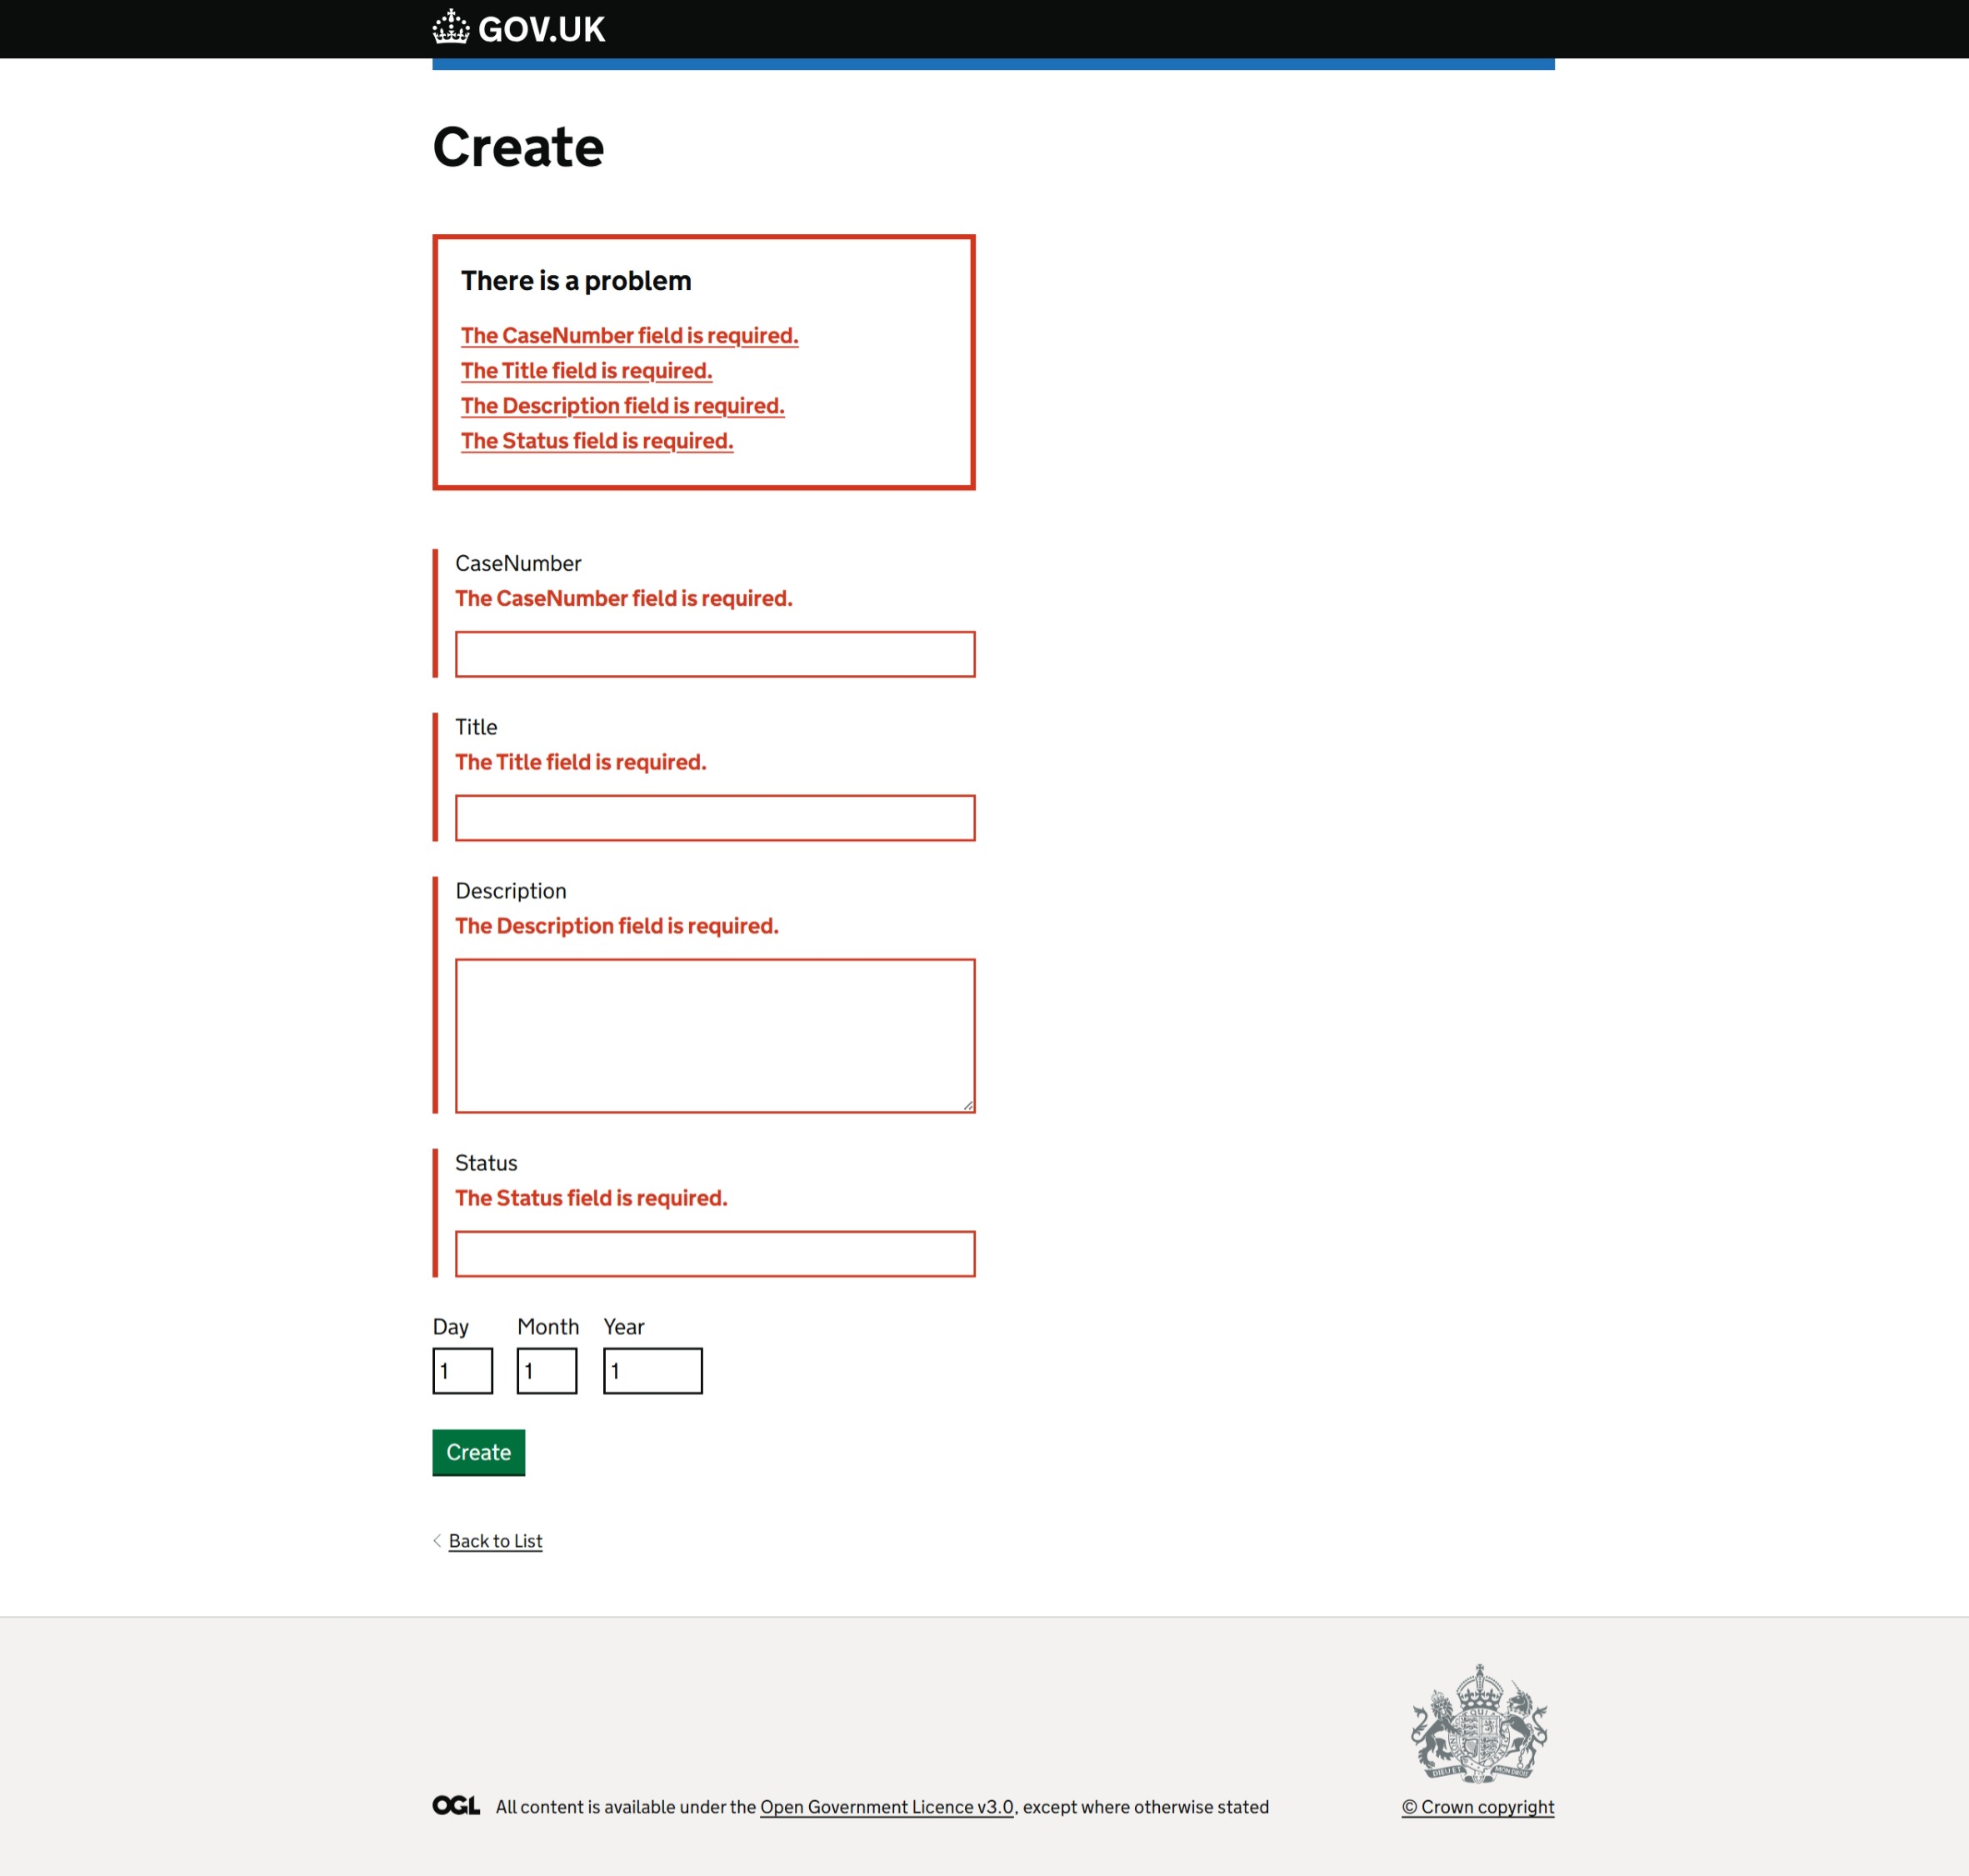 GOV.UK
Create
There is a problem
The CaseNumber field is required.
The Title field is required.
The Description field is required.
The Status field is required.
CaseNumber
The CaseNumber field is required.
Title
The Title field is required.
Description
The Description field is required.
Status
The Status field is required.
Day Month Year
1 1 1
Create
Back to List
DIEU ET MON DROIT
OGL All content is available under the Open Government Licence v3.0, except where otherwise stated
© Crown copyright